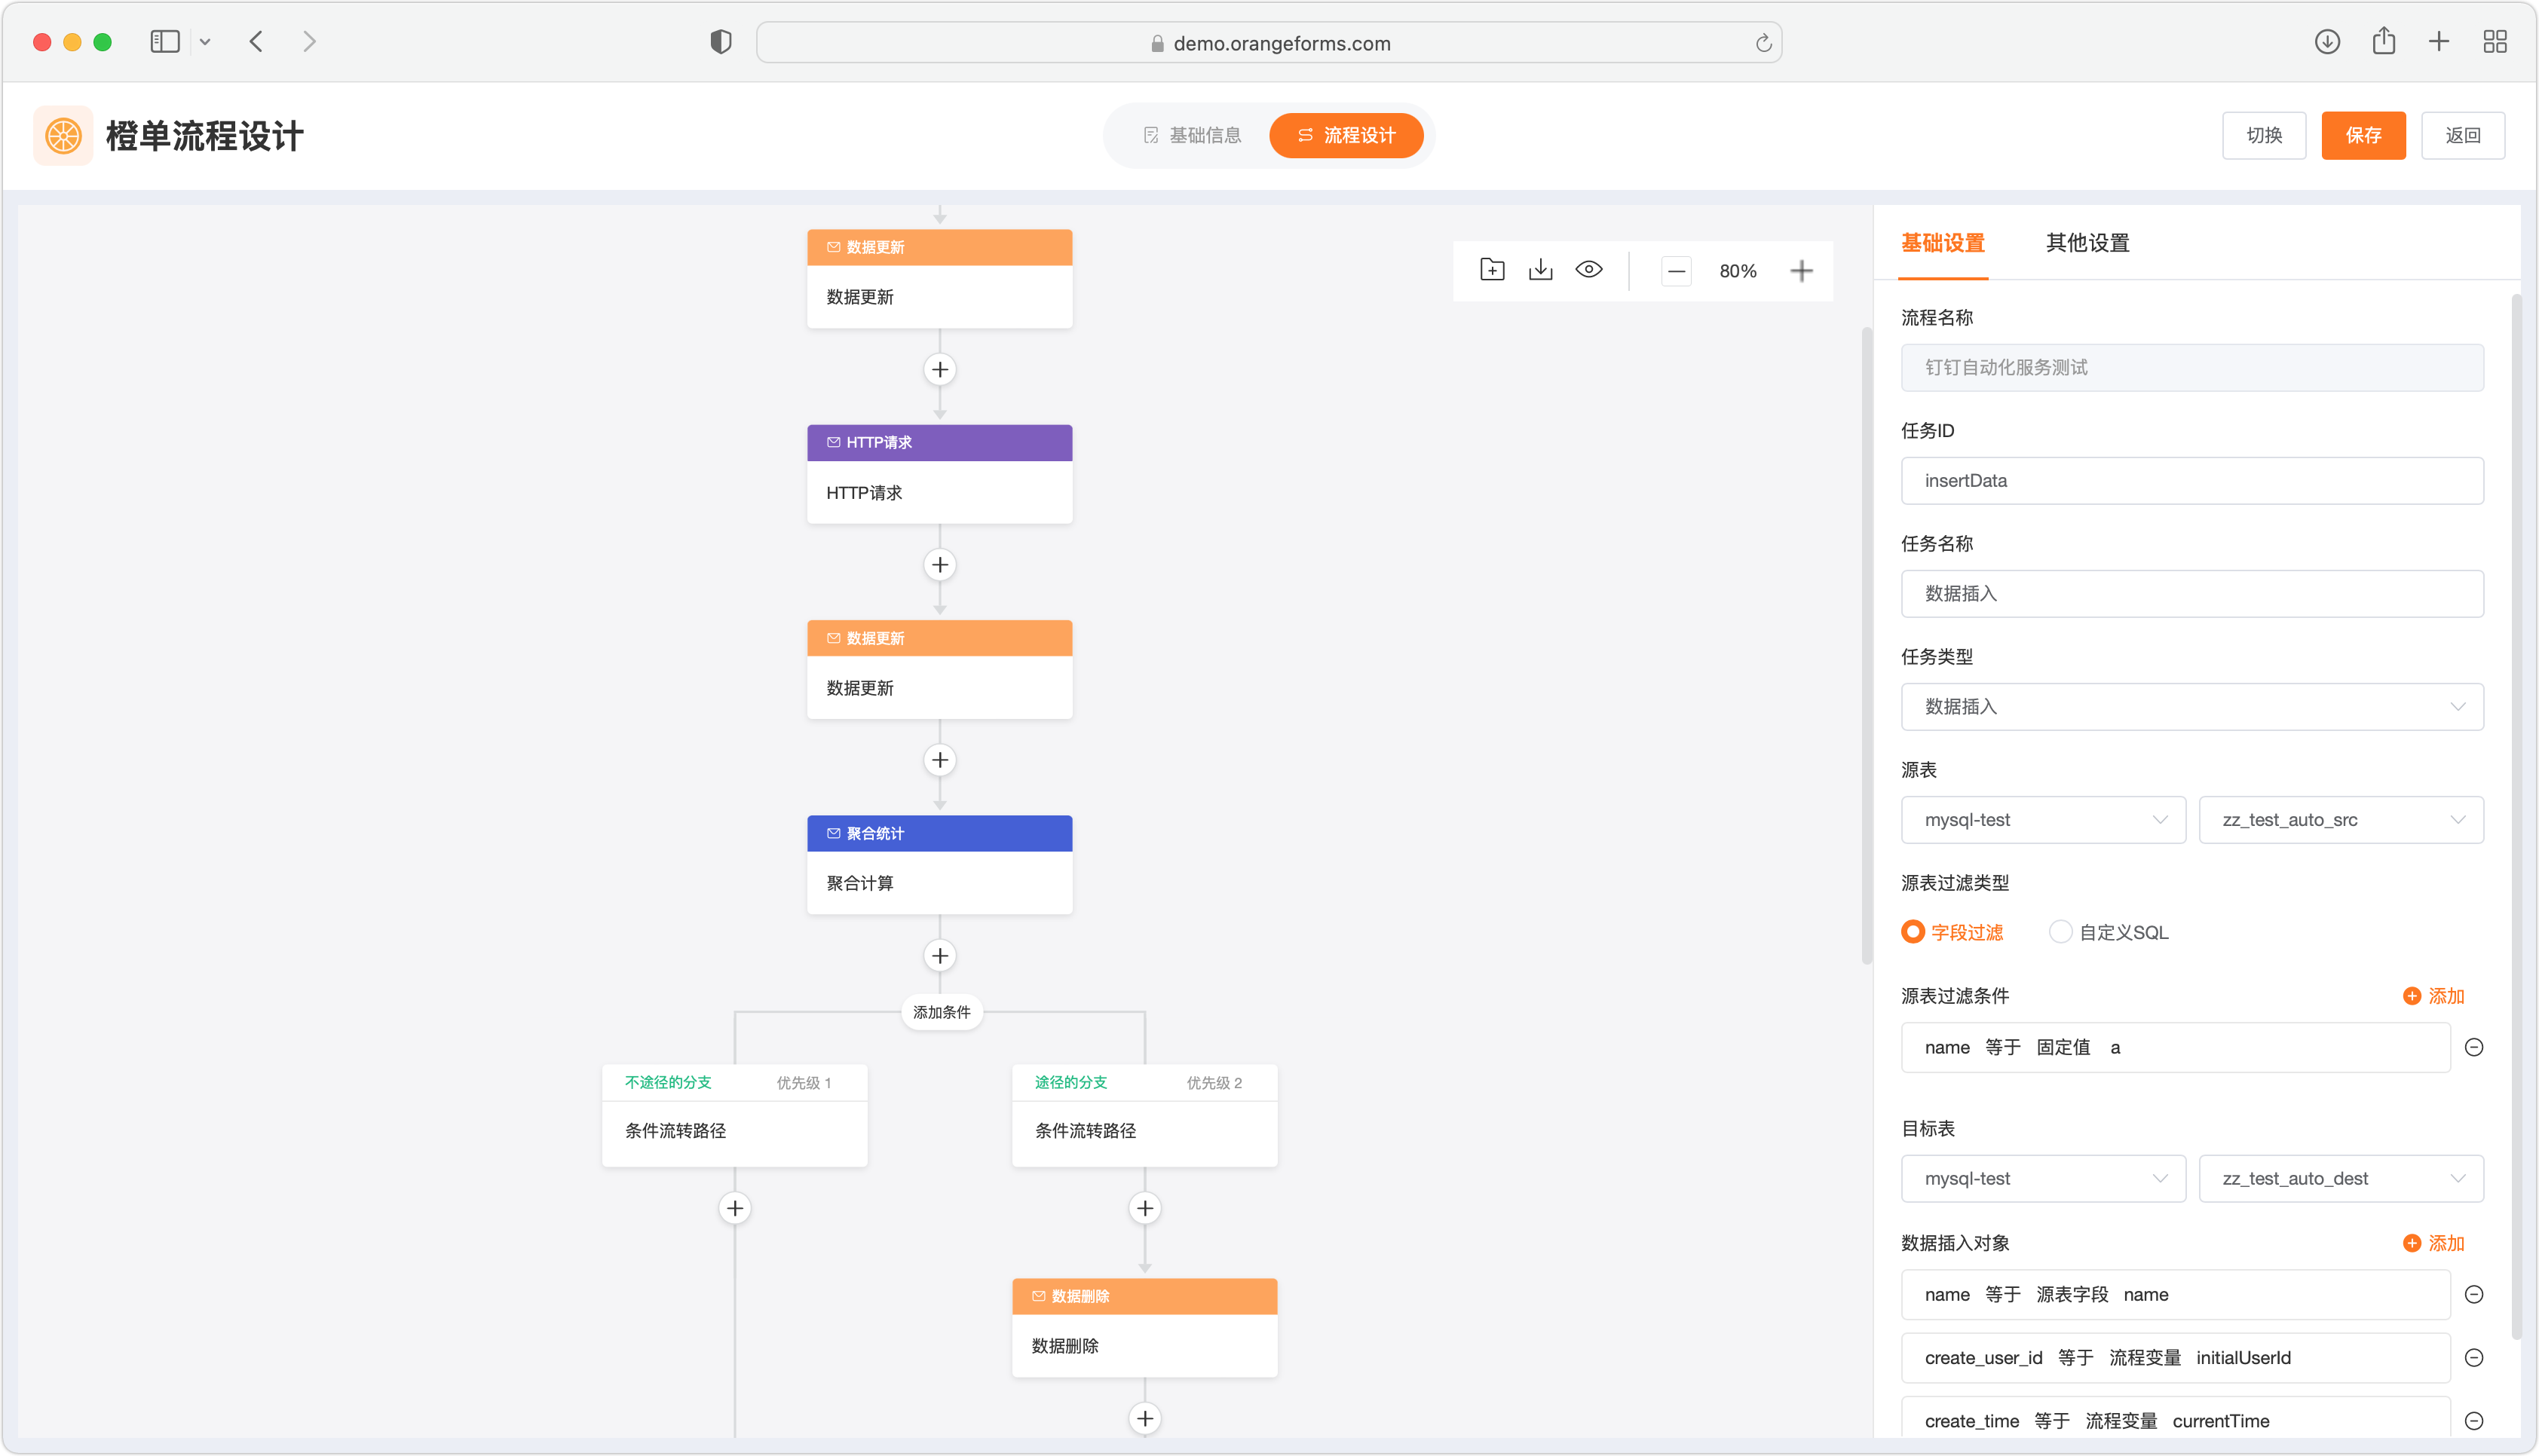 demo.orangeforms.com
橙单流程设计
基础信息
流程设计
切换
保存
返回
数据更新
数据更新
HTTP请求
HTTP请求
数据更新
数据更新
聚合统计
聚合计算
添加条件
不途径的分支 优先级 1
条件流转路径
途径的分支 优先级 2
条件流转路径
数据删除
数据删除
80%
基础设置
其他设置
流程名称
钉钉自动化服务测试
任务ID
insertData
任务名称
数据插入
任务类型
数据插入
源表
mysql-test
zz_test_auto_src
源表过滤类型
字段过滤
自定义SQL
源表过滤条件
添加
name 等于 固定值 a
目标表
mysql-test
zz_test_auto_dest
数据插入对象
添加
name 等于 源表字段 name
create_user_id 等于 流程变量 initialUserId
create_time 等于 流程变量 currentTime